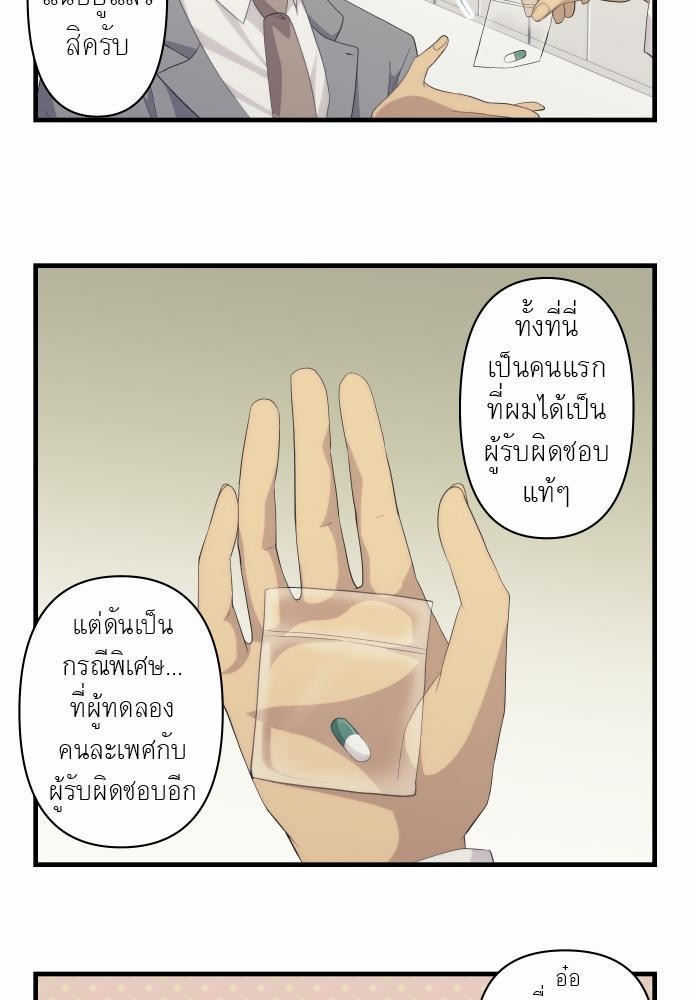 สิครับ
ทั้งที่นี่
เป็นคนแรก
ที่ผมได้เป็น
ผู้รับผิดชอบ
แท้ๆ
แต่ดันเป็น
กรณีพิเศษ...
ที่ผู้ทดลอง
คนละเพศกับ
ผู้รับผิดชอบอีก
อ๋อ